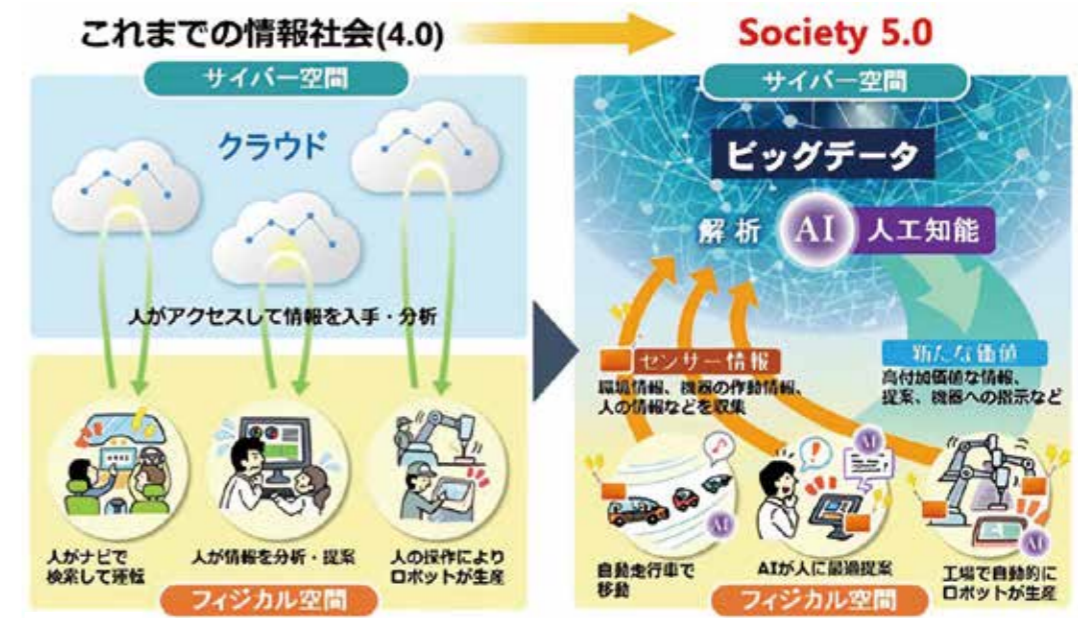 これまでの情報社会(4.0)
サイバー空間
クラウド
人がアクセスして情報を入手・分析
人がナビで
検索して運転
人が情報を分析・提案
人の操作により
ロボットが生産
フィジカル空間
Society 5.0
サイバー空間
ビッグデータ
解析 AI 人工知能
センサー情報
環境情報、機器の作動情報、
人の情報などを収集
新たな価値
高付加価値な情報、
提案、機器への指示など
AI
AI
AI
自動走行車で
移動
AIが人に最適提案
工場で自動的に
ロボットが生産
フィジカル空間